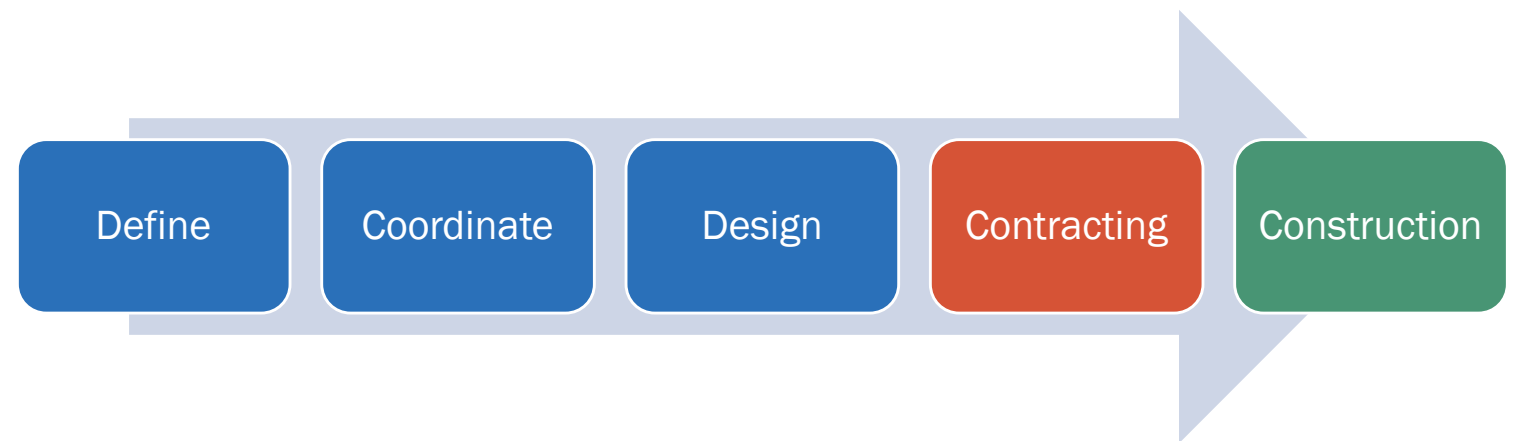 Define
Coordinate
Design
Contracting
Construction